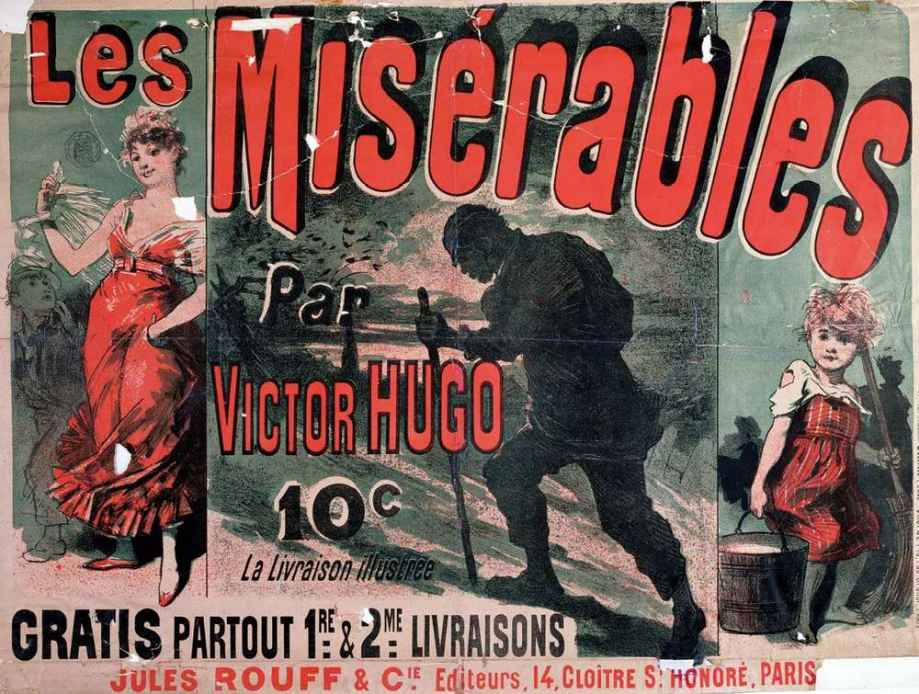 Les Misérables
Par
VICTOR HUGO
10c
La Livraison illustrée
GRATIS PARTOUT 1RE & 2ME LIVRAISONS
JULES ROUFF & CIE Editeurs, 14, CLOÎTRE ST HONORÉ, PARIS